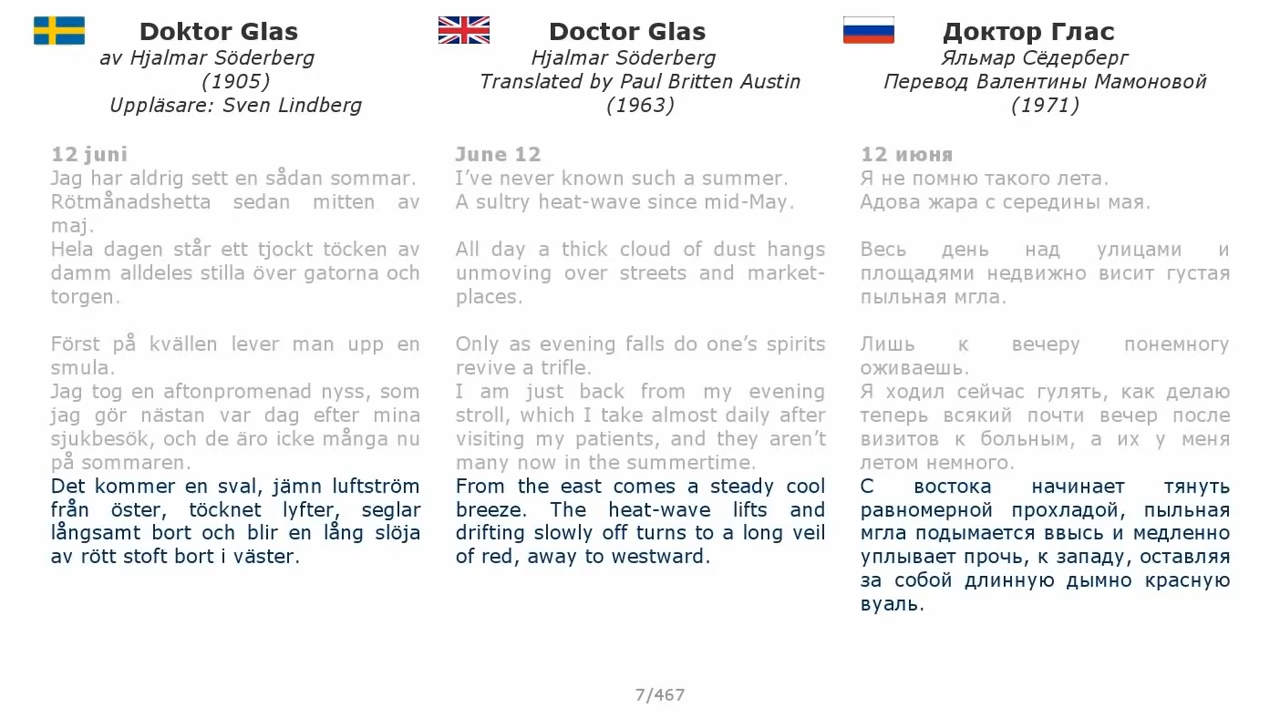 Doktor Glas
av Hjalmar Söderberg
(1905)
Uppläsare: Sven Lindberg
12 juni
Jag har aldrig sett en sådan sommar.
Rötmånadshetta sedan mitten av
maj.
Hela dagen står ett tjockt töcken av
damm alldeles stilla över gatorna och
torgen.
Först på kvällen lever man upp en
smula.
Jag tog en aftonpromenad nyss, som
jag gör nästan var dag efter mina
sjukbesök, och de äro icke många nu
på sommaren.
Det kommer en sval, jämn luftström
från öster, töcknet lyfter, seglar
långsamt bort och blir en lång slöja
av rött stoft bort i väster.
Doctor Glas
Hjalmar Söderberg
Translated by Paul Britten Austin
(1963)
June 12
I’ve never known such a summer.
A sultry heat-wave since mid-May.
All day a thick cloud of dust hangs
unmoving over streets and market-
places.
Only as evening falls do one’s spirits
revive a trifle.
I am just back from my evening
stroll, which I take almost daily after
visiting my patients, and they aren’t
many now in the summertime.
From the east comes a steady cool
breeze. The heat-wave lifts and
drifting slowly off turns to a long veil
of red, away to westward.
Доктор Глас
Яльмар Сёдерберг
Перевод Валентины Мамоновой
(1971)
12 июня
Я не помню такого лета.
Адова жара с середины мая.
Весь день над улицами и
площадями недвижно висит густая
пыльная мгла.
Лишь к вечеру понемногу
оживаешь.
Я ходил сейчас гулять, как делаю
теперь всякий почти вечер после
визитов к больным, а их у меня
летом немного.
С востока начинает тянуть
равномерной прохладой, пыльная
мгла подымается ввысь и медленно
уплывает прочь, к западу, оставляя
за собой длинную дымно красную
вуаль.
7/467